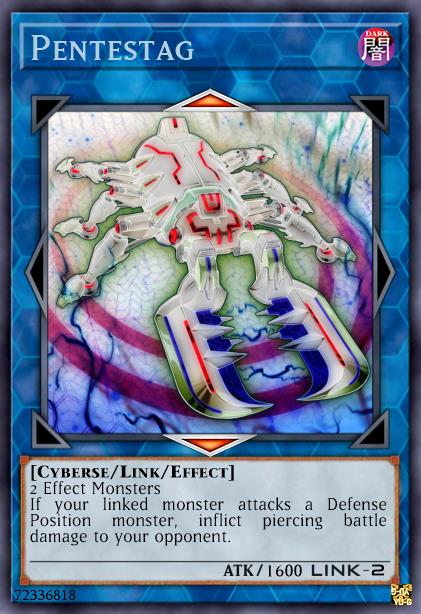 PENTESTAG
DARK
闇
[CYBERSE/LINK/EFFECT]
2 Effect Monsters
If your linked monster attacks a Defense
Position monster, inflict piercing battle
damage to your opponent.
ATK/1600 LINK-2
72336818